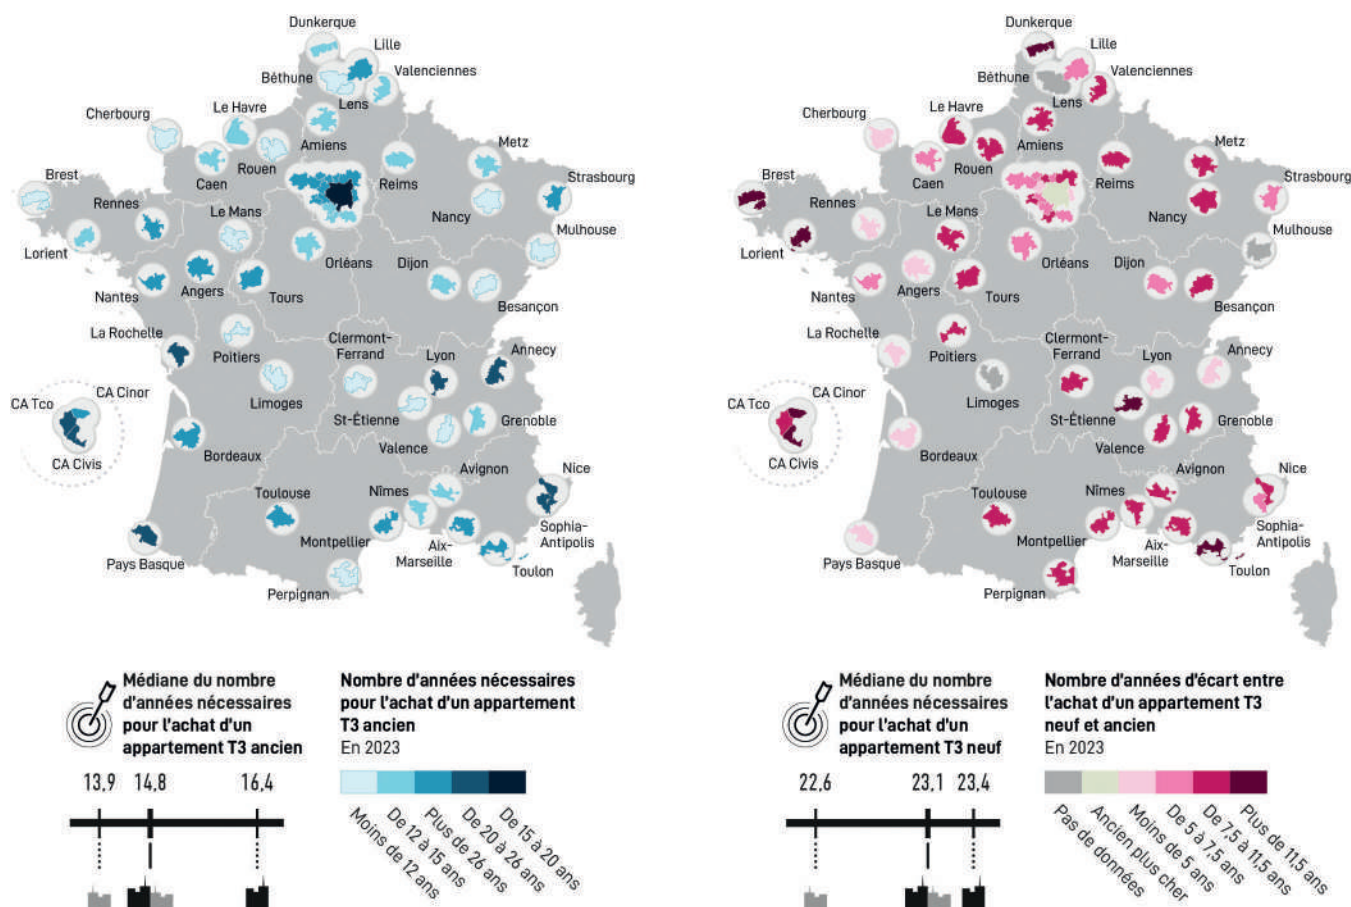 Dunkerque
Lille
Béthune
Valenciennes
Lens
Cherbourg
Le Havre
Amiens
Metz
Rouen
Caen
Reims
Strasbourg
Brest
Rennes
Le Mans
Nancy
Mulhouse
Lorient
Orléans
Dijon
Nantes
Angers
Tours
Besançon
La Rochelle
Poitiers
Clermont-
Ferrand
Lyon
Annecy
CA Tco
CA Cinor
Limoges
St-Étienne
Grenoble
Valence
CA Civis
Bordeaux
Avignon
Nice
Toulouse
Nîmes
Sophia-
Antipolis
Montpellier
Aix-
Marseille
Pays Basque
Toulon
Perpignan
Médiane du nombre
d'années nécessaires
pour l'achat d'un
appartement T3 ancien
13,9
14,8
16,4
Nombre d'années nécessaires
pour l'achat d'un appartement
T3 ancien
En 2023
Moins de 12 ans
De 12 à 15 ans
Plus de 26 ans
De 20 à 26 ans
De 15 à 20 ans
Dunkerque
Lille
Béthune
Valenciennes
Lens
Cherbourg
Le Havre
Amiens
Metz
Rouen
Caen
Reims
Strasbourg
Brest
Rennes
Le Mans
Nancy
Mulhouse
Lorient
Orléans
Dijon
Nantes
Angers
Tours
Besançon
La Rochelle
Poitiers
Clermont-
Ferrand
Lyon
Annecy
CA Tco
CA Cinor
Limoges
St-Étienne
Grenoble
Valence
CA Civis
Bordeaux
Avignon
Nice
Toulouse
Nîmes
Sophia-
Antipolis
Montpellier
Aix-
Marseille
Pays Basque
Toulon
Perpignan
Médiane du nombre
d'années nécessaires
pour l'achat d'un
appartement T3 neuf
22,6
23,1
23,4
Nombre d'années d'écart entre
l'achat d'un appartement T3
neuf et ancien
En 2023
Pas de données
Ancien plus cher
Moins de 5 ans
De 5 à 7,5 ans
De 7,5 à 11,5 ans
Plus de 11,5 ans